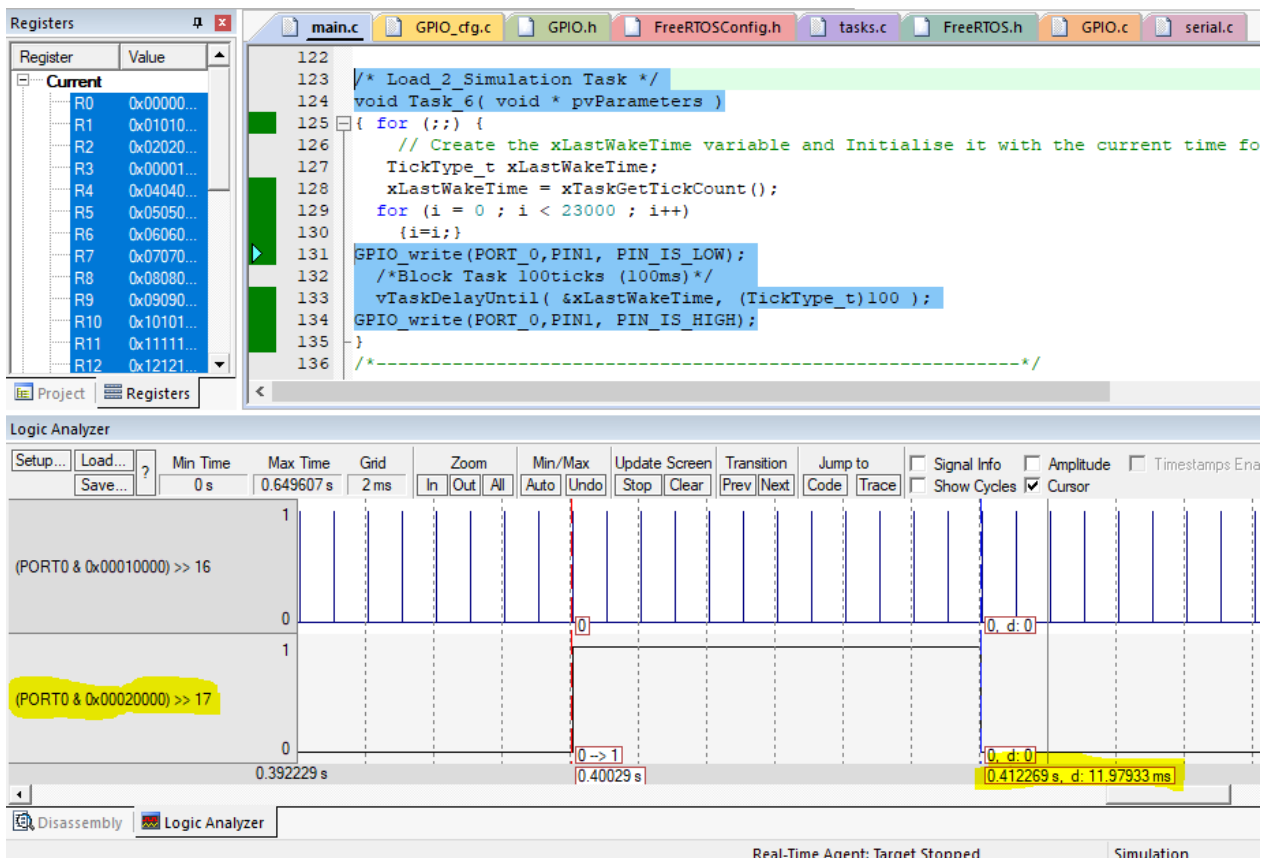 Registers
Register Value
Current
R0 0x00000...
R1 0x01010...
R2 0x02020...
R3 0x00001...
R4 0x04040...
R5 0x05050...
R6 0x06060...
R7 0x07070...
R8 0x08080...
R9 0x09090...
R10 0x10101...
R11 0x11111...
R12 0x12121...
Project Registers
main.c GPIO_cfg.c GPIO.h FreeRTOSConfig.h tasks.c FreeRTOS.h GPIO.c serial.c
122
123 /* Load_2_Simulation Task */
124 void Task_6( void * pvParameters )
125 { for (;;) {
126 // Create the xLastWakeTime variable and Initialise it with the current time fo
127 TickType_t xLastWakeTime;
128 xLastWakeTime = xTaskGetTickCount();
129 for (i = 0 ; i < 23000 ; i++)
130 {i=i;}
131 GPIO_write(PORT_0,PIN1, PIN_IS_LOW);
132 /*Block Task 100ticks (100ms)*/
133 vTaskDelayUntil( &xLastWakeTime, (TickType_t)100 );
134 GPIO_write(PORT_0,PIN1, PIN_IS_HIGH);
135 }
136 /*-----------------------------------------------------------*/
Logic Analyzer
Setup... Load... ? Min Time Max Time Grid Zoom Min/Max Update Screen Transition Jump to Signal Info Amplitude Timestamps Ena
Save... 0 s 0.649607 s 2 ms In Out All Auto Undo Stop Clear Prev Next Code Trace Show Cycles Cursor
1
(PORT0 & 0x00010000) >> 16
0 0 0, d: 0
1
(PORT0 & 0x00020000) >> 17
0 0 --> 1 0, d: 0
0.392229 s 0.40029 s 0.412269 s, d: 11.97933 ms
Disassembly Logic Analyzer
Real-Time Agent: Target Stopped Simulation